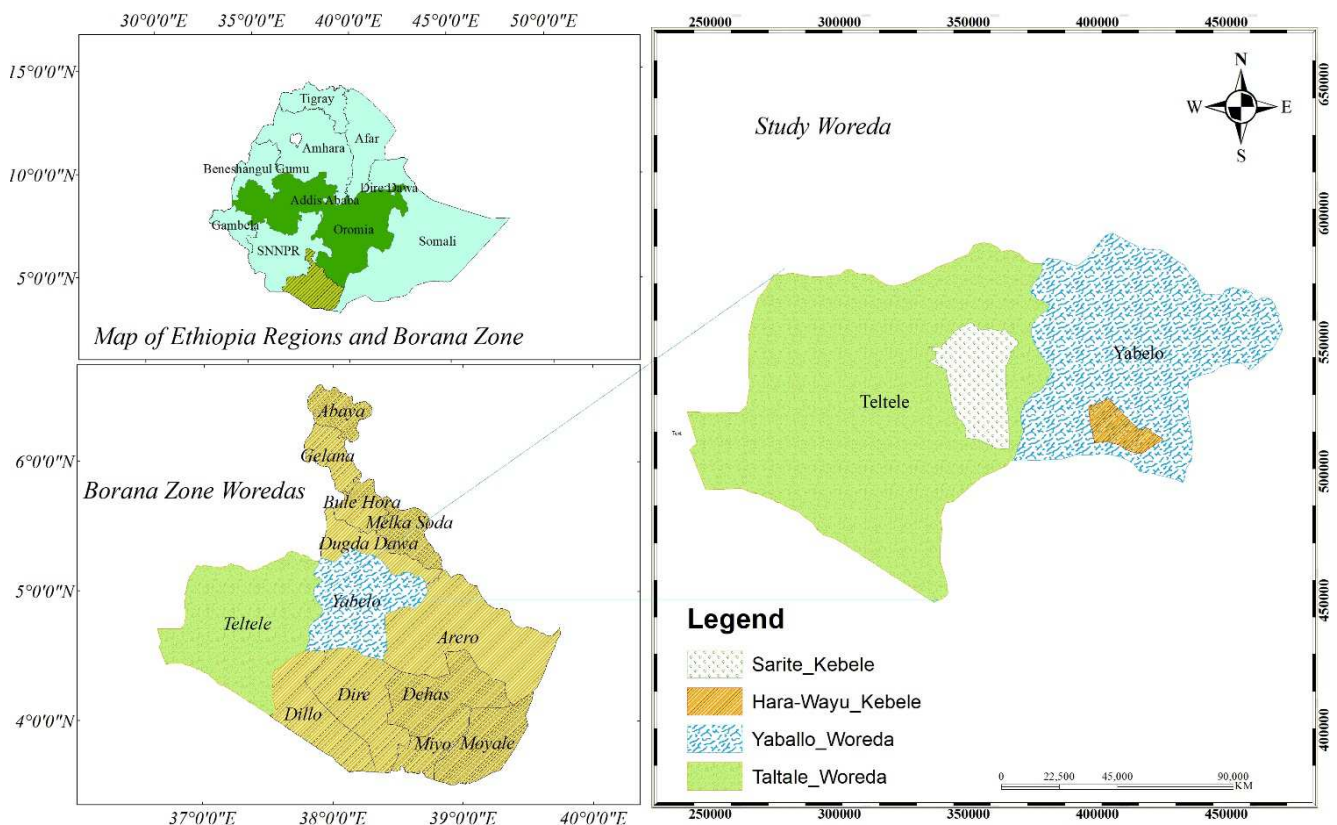 30°0'0"E 35°0'0"E 40°0'0"E 45°0'0"E 50°0'0"E
15°0'0"N
10°0'0"N
5°0'0"N
Tigray
Afar
Amhara
Beneshangul Gumu
Dire Dawa
Addis Ababa
Gambela
Oromia
SNNPR
Somali
Map of Ethiopia Regions and Borana Zone
6°0'0"N
5°0'0"N
4°0'0"N
Borana Zone Woredas
Abaya
Gelana
Bule Hora
Melka Soda
Dugda Dawa
Yabelo
Teltele
Arero
Dire
Dehas
Dillo
Miyo
Moyale
37°0'0"E 38°0'0"E 39°0'0"E 40°0'0"E
250000 300000 350000 400000 450000
Study Woreda
N
W E
S
Yabelo
Teltele
Text
650000
600000
550000
500000
450000
400000
Legend
Sarite_Kebele
Hara-Wayu_Kebele
Yaballo_Woreda
Taltale_Woreda
0 22,500 45,000 90,000
KM
250000 300000 350000 400000 450000